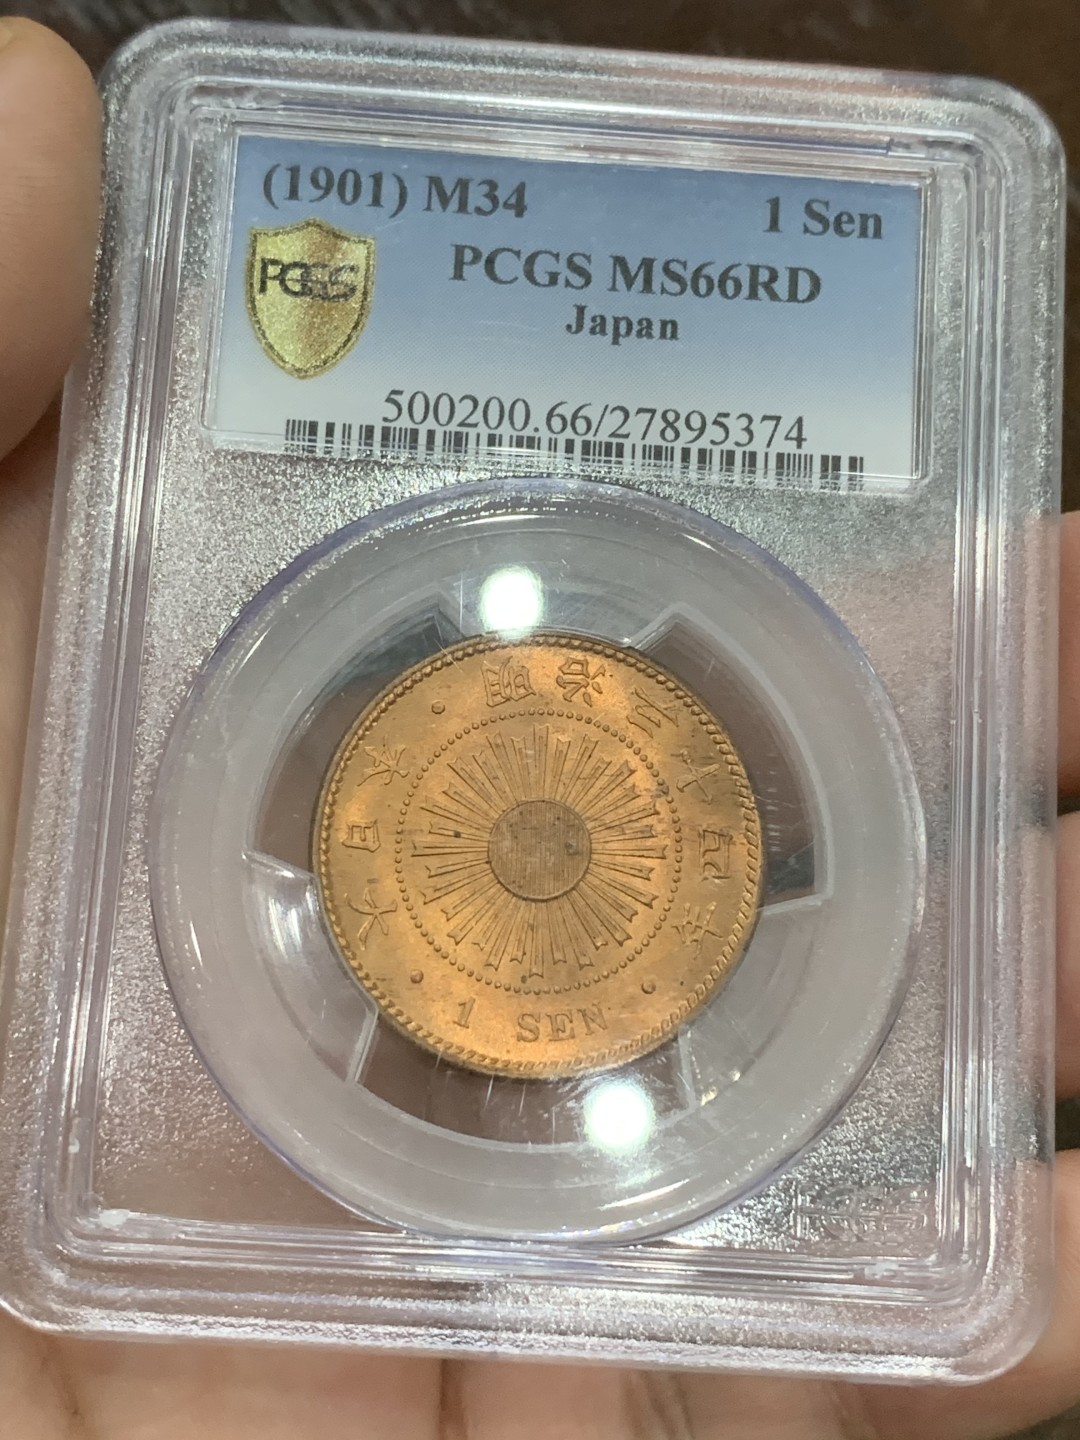 (1901) M34 1 Sen
PCGS PCGS MS66RD
Japan
500200.66/27895374
大日本 · 明治三十四年 ·
· 1 SEN